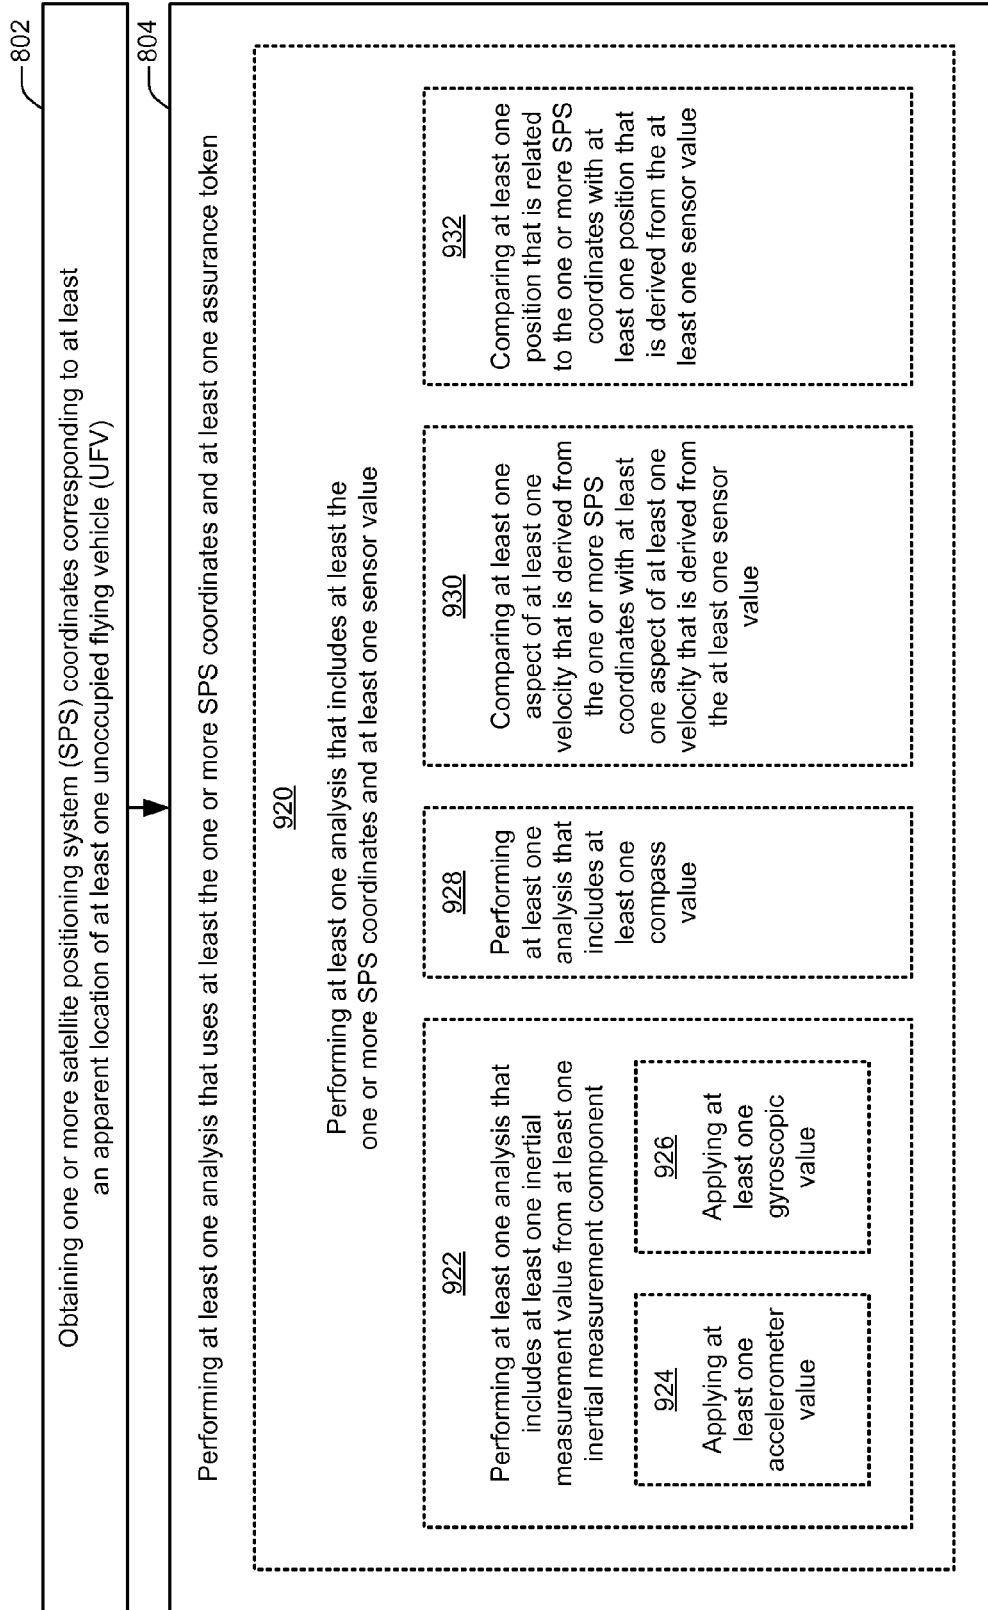 802
Obtaining one or more satellite positioning system (SPS) coordinates corresponding to at least
an apparent location of at least one unoccupied flying vehicle (UFV)
804
Performing at least one analysis that uses at least the one or more SPS coordinates and at least one assurance token
920
Performing at least one analysis that includes at least the
one or more SPS coordinates and at least one sensor value
922
Performing at least one analysis that
includes at least one inertial
measurement value from at least one
inertial measurement component
924
Applying at
least one
accelerometer
value
926
Applying at
least one
gyroscopic
value
928
Performing
at least one
analysis that
includes at
least one
compass
value
930
Comparing at least one
aspect of at least one
velocity that is derived from
the one or more SPS
coordinates with at least
one aspect of at least one
velocity that is derived from
the at least one sensor
value
932
Comparing at least one
position that is related
to the one or more SPS
coordinates with at
least one position that
is derived from the at
least one sensor value